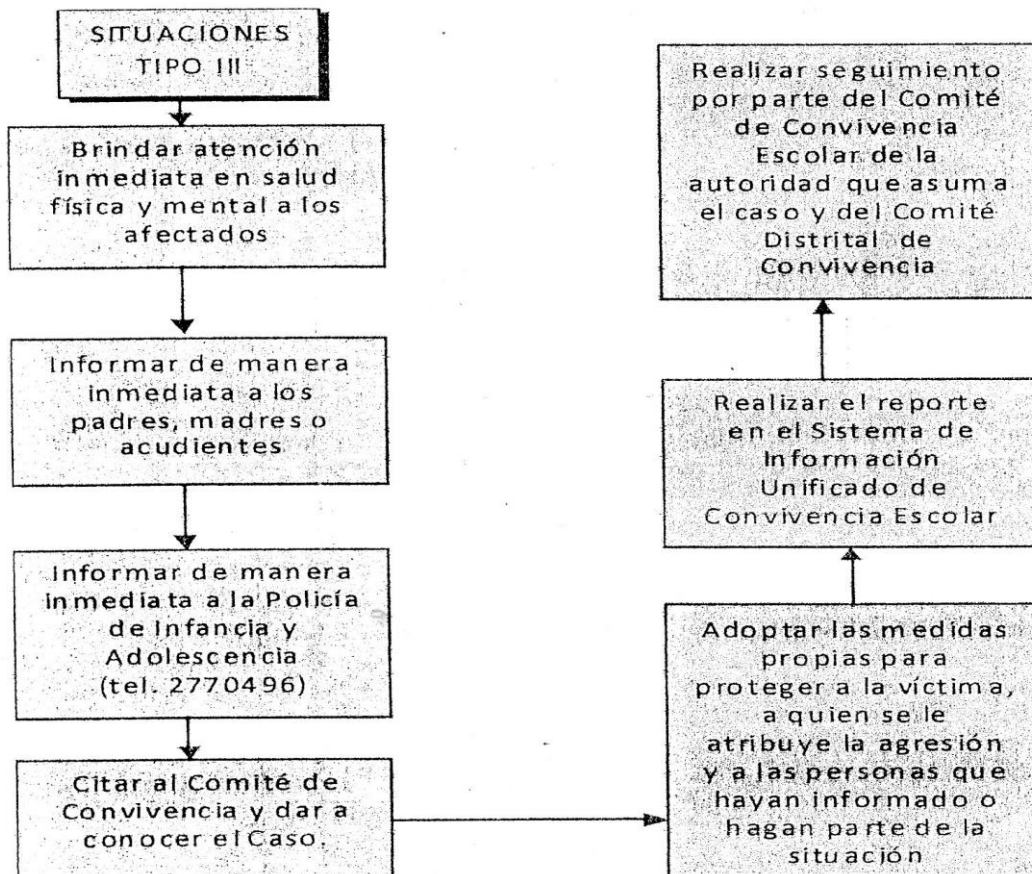 SITUACIONES
TIPO III
Brindar atención
inmediata en salud
física y mental a los
afectados
Informar de manera
inmediata a los
padres, madres o
acudientes
Informar de manera
inmediata a la Policía
de Infancia y
Adolescencia
(tel. 2770496)
Citar al Comité de
Convivencia y dar a
conocer el Caso.
Adoptar las medidas
propias para
proteger a la víctima,
a quien se le
atribuye la agresión
y a las personas que
hayan informado o
hagan parte de la
situación
Realizar el reporte
en el Sistema de
Información
Unificado de
Convivencia Escolar
Realizar seguimiento
por parte del Comité
de Convivencia
Escolar de la
autoridad que asuma
el caso y del Comité
Distrital de
Convivencia